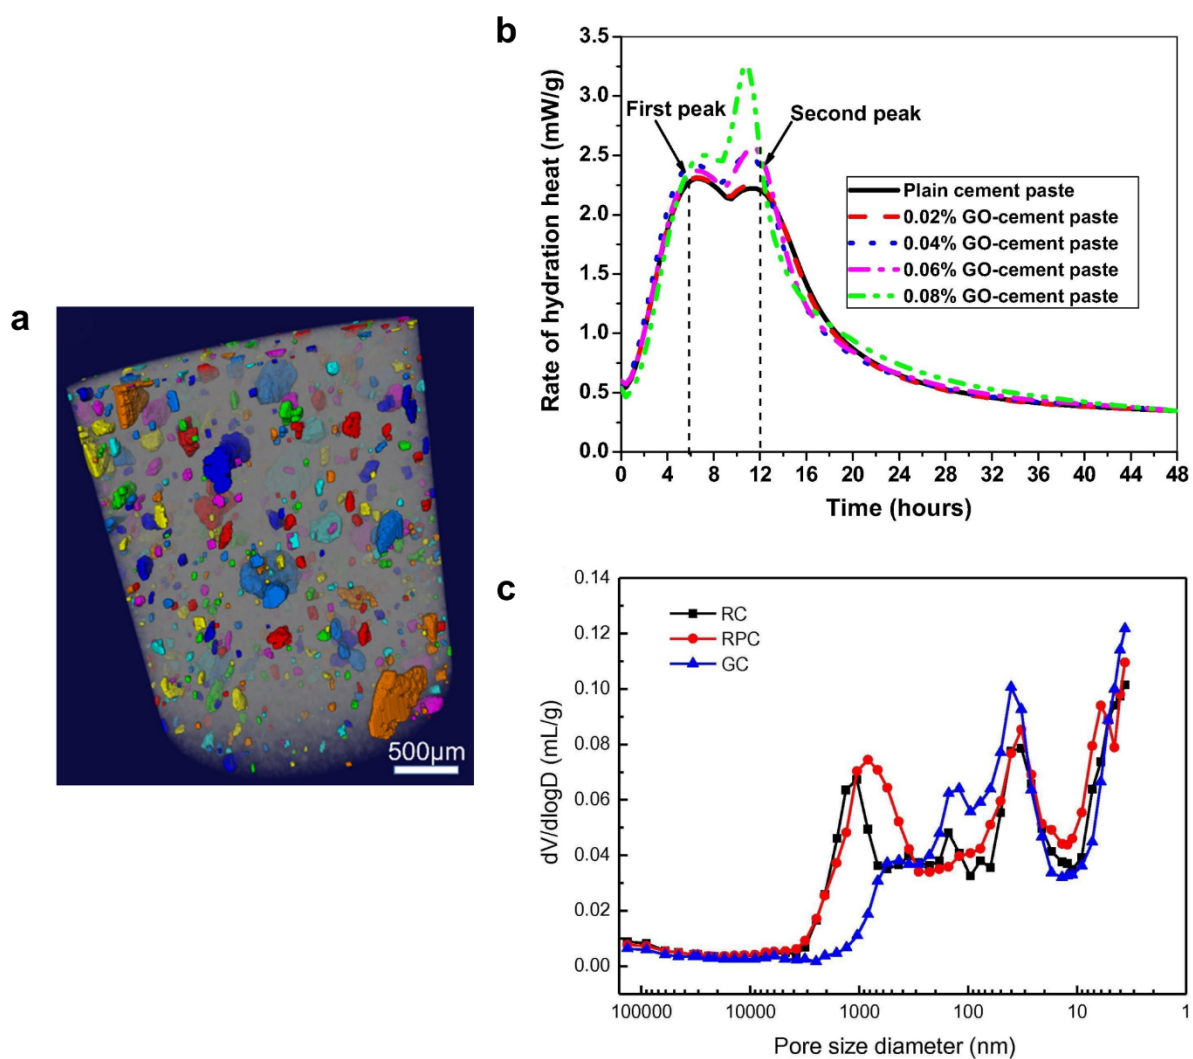 a
500μm
b
Rate of hydration heat (mW/g)
3.5
3.0
2.5
2.0
1.5
1.0
0.5
0.0
First peak
Second peak
Plain cement paste
0.02% GO-cement paste
0.04% GO-cement paste
0.06% GO-cement paste
0.08% GO-cement paste
0 4 8 12 16 20 24 28 32 36 40 44 48
Time (hours)
c
dV/dlogD (mL/g)
0.14
0.12
0.10
0.08
0.06
0.04
0.02
0.00
RC
RPC
GC
100000 10000 1000 100 10 1
Pore size diameter (nm)